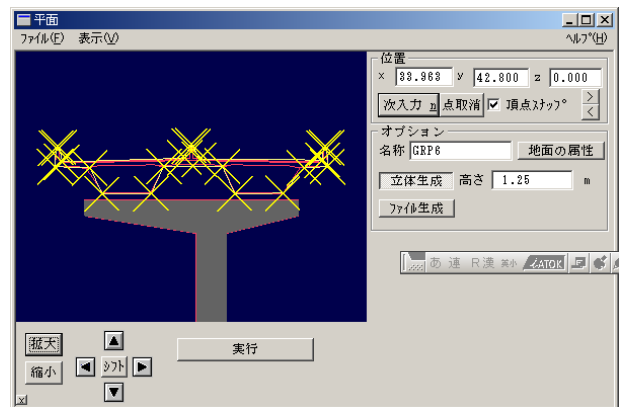 平面
ファイル(F) 表示(V) ヘルプ(H)
位置
x 33.963 y 42.800 z 0.000
次入力 n 点取消 頂点スナップ > <
オプション
名称 GRP6 地面の属性
立体生成 高さ 1.25 m
ファイル生成
あ 連 R漢 英小 ATOK
拡大
縮小 シフト
実行
x